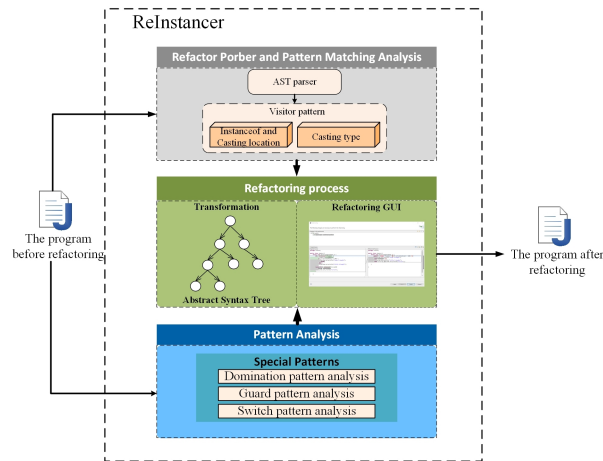 ReInstancer
Refactor Porber and Pattern Matching Analysis
AST parser
Visitor pattern
Instanceof and
Casting location
Casting type
Refactoring process
Transformation
Refactoring GUI
Abstract Syntax Tree
The program
before refactoring
The program after
refactoring
Pattern Analysis
Special Patterns
Domination pattern analysis
Guard pattern analysis
Switch pattern analysis